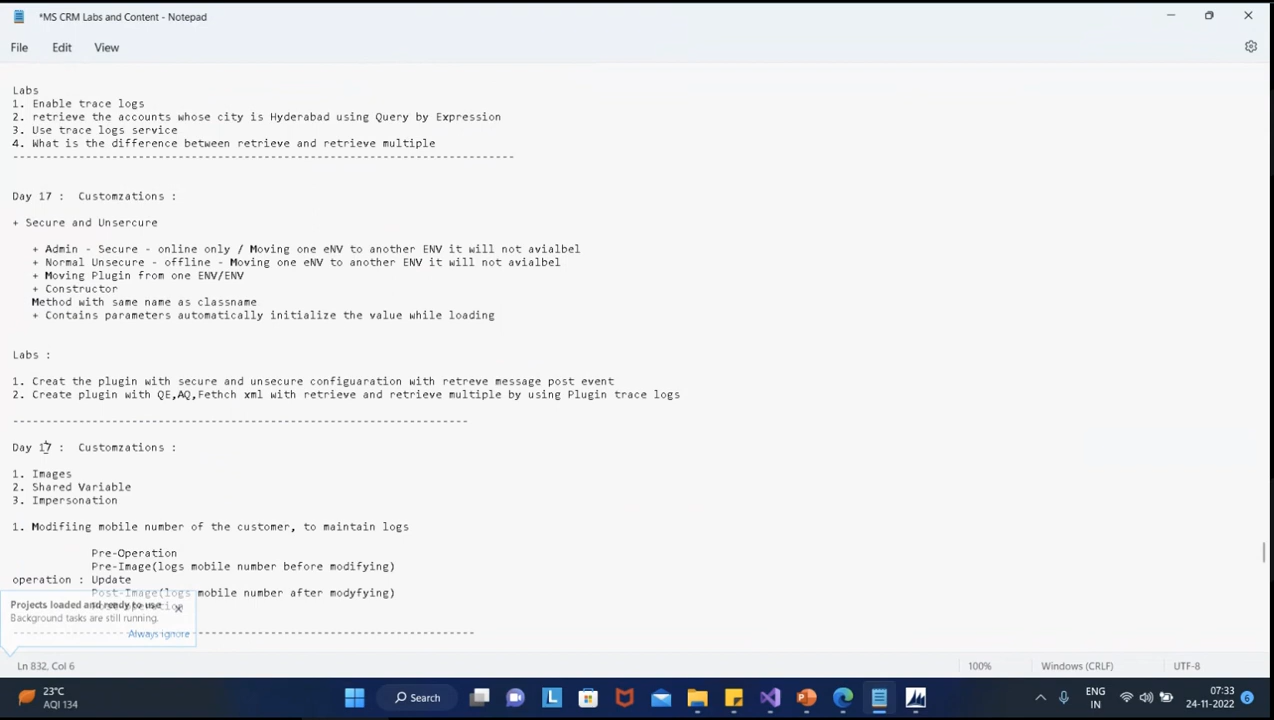 *MS CRM Labs and Content - Notepad
File Edit View
Labs
1. Enable trace logs
2. retrieve the accounts whose city is Hyderabad using Query by Expression
3. Use trace logs service
4. What is the difference between retrieve and retrieve multiple
-----------------------------------------------------------------------------
Day 17 : Customzations :
+ Secure and Unsercure
+ Admin - Secure - online only / Moving one eNV to another ENV it will not avialbel
+ Normal Unsecure - offline - Moving one eNV to another ENV it will not avialbel
+ Moving Plugin from one ENV/ENV
+ Constructor
Method with same name as classname
+ Contains parameters automatically initialize the value while loading
Labs :
1. Creat the plugin with secure and unsecure configuaration with retreve message post event
2. Create plugin with QE,AQ,Fethch xml with retrieve and retrieve multiple by using Plugin trace logs
---------------------------------------------------------------------
Day 17 : Customzations :
1. Images
2. Shared Variable
3. Impersonation
1. Modifiing mobile number of the customer, to maintain logs
Pre-Operation
Pre-Image(logs mobile number before modifying)
operation : Update
Post-Image(logs mobile number after modyfying)
Projects loaded and ready to use
Background tasks are still running.
Always Ignore
----------------------------------------------------------------------
Ln 832, Col 6 100% Windows (CRLF) UTF-8
23°C
AQI 134
Search
ENG
IN
07:33
24-11-2022
6